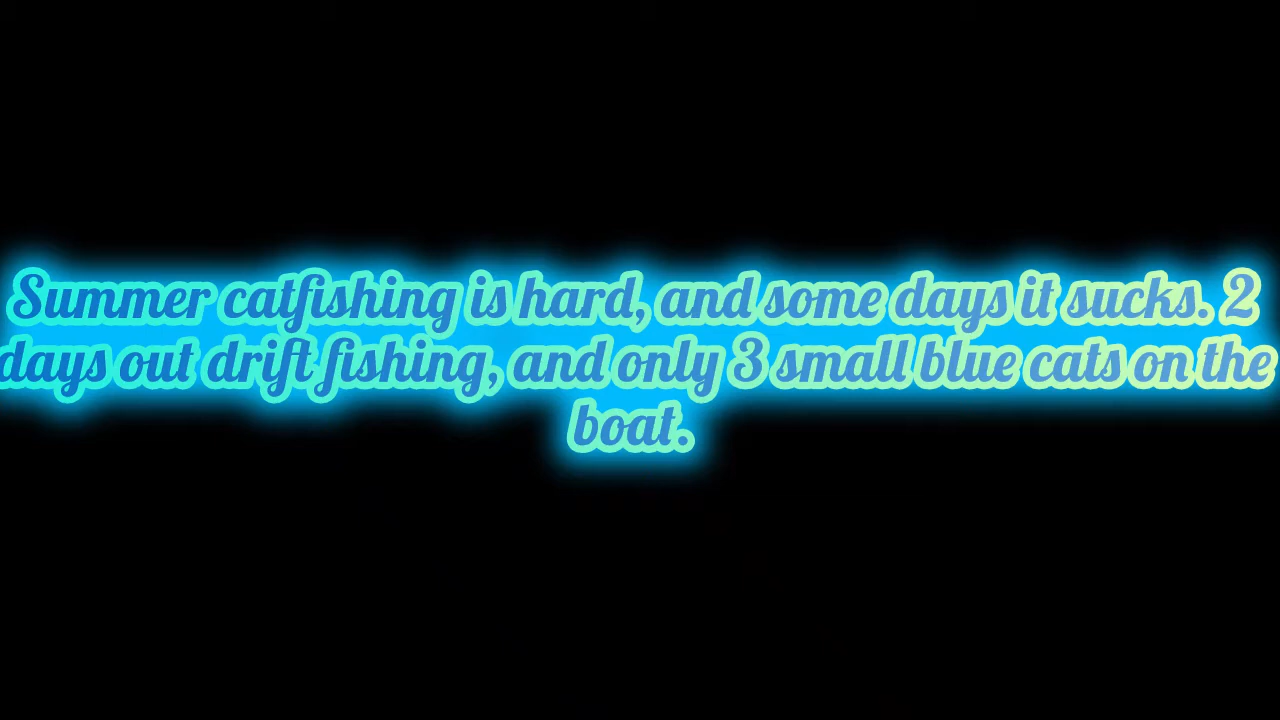 Summer catfishing is hard, and some days it sucks. 2
days out drift fishing, and only 3 small blue cats on the
boat.